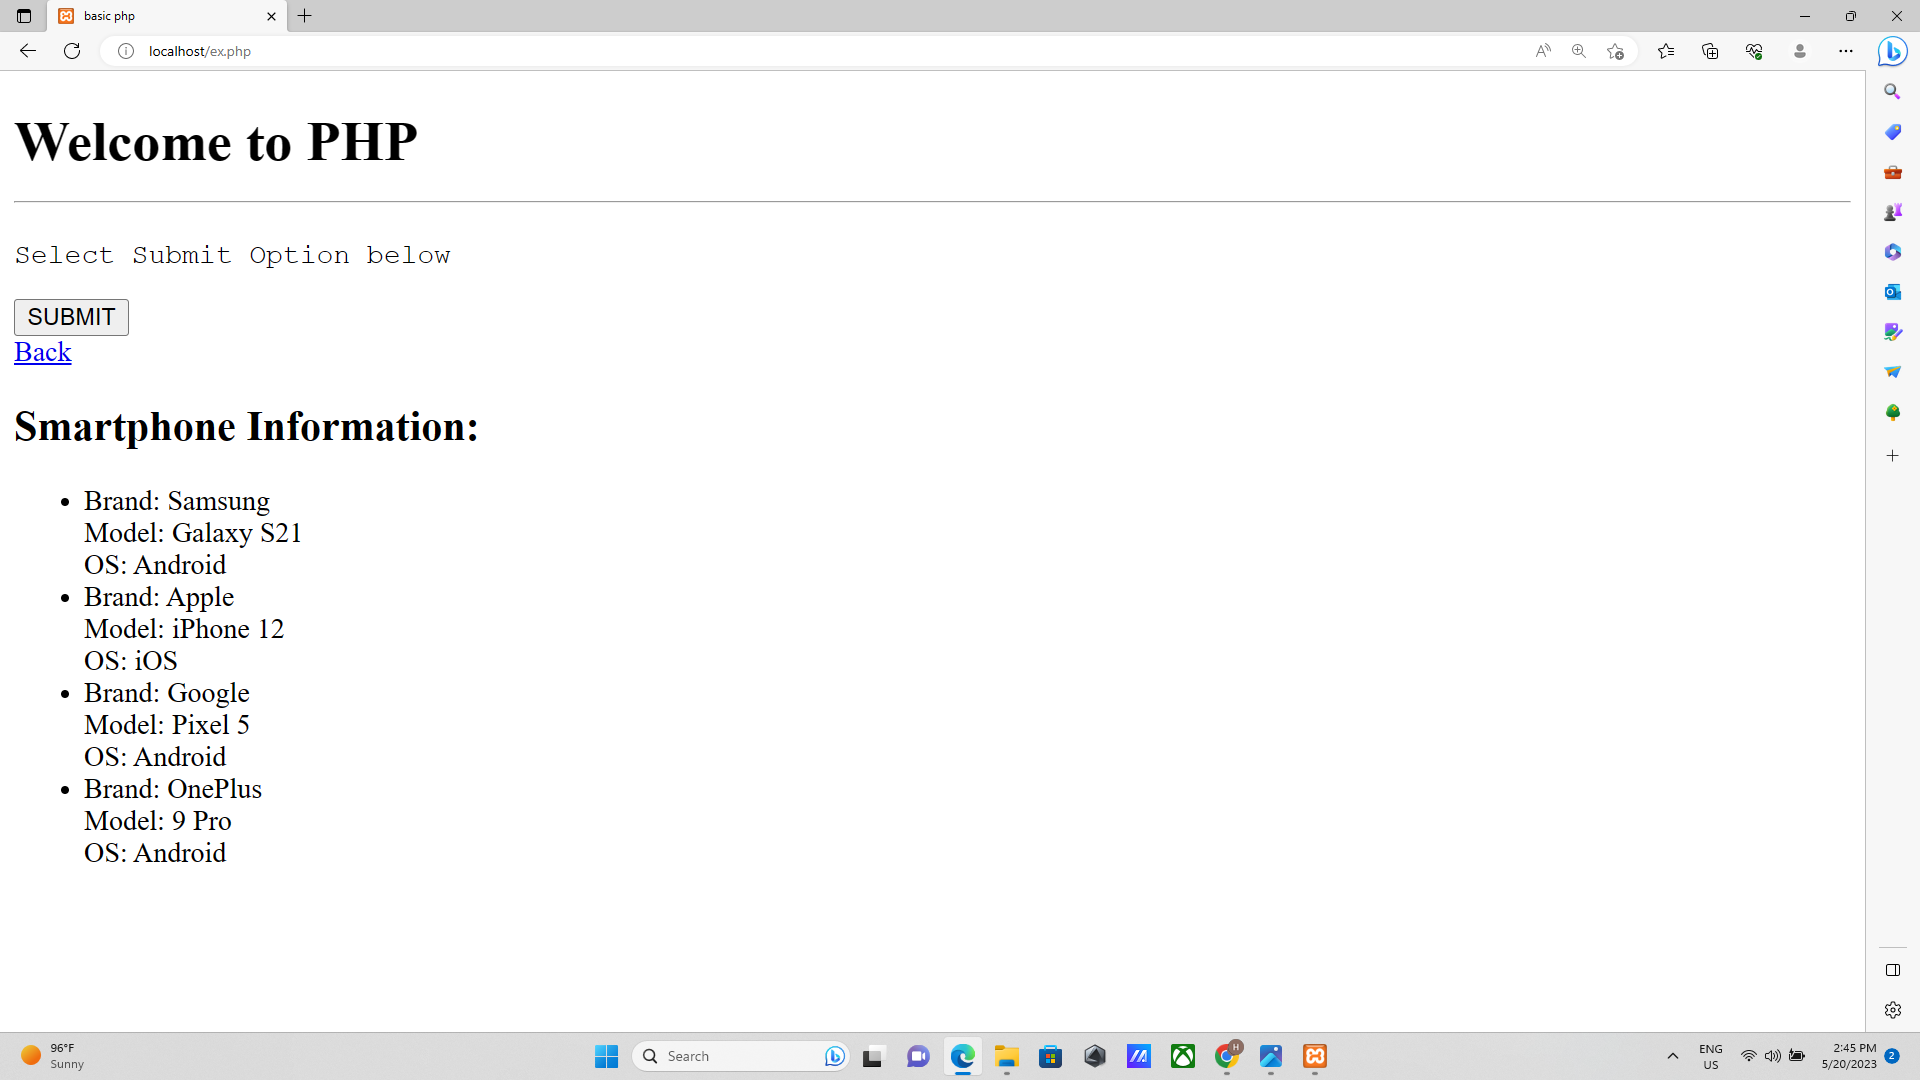 basic php
localhost/ex.php
Welcome to PHP
Select Submit Option below
SUBMIT
Back
Smartphone Information:
• Brand: Samsung
Model: Galaxy S21
OS: Android
• Brand: Apple
Model: iPhone 12
OS: iOS
• Brand: Google
Model: Pixel 5
OS: Android
• Brand: OnePlus
Model: 9 Pro
OS: Android
96°F
Sunny
Search
H
ENG
US
2:45 PM
5/20/2023
2